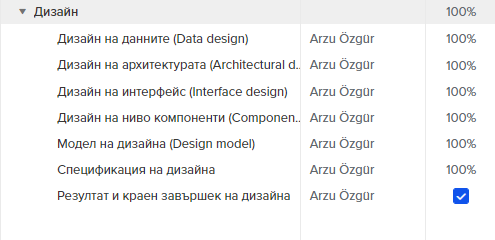 Дизайн 100%
Дизайн на данните (Data design) Arzu Özgür 100%
Дизайн на архитектурата (Architectural d... Arzu Özgür 100%
Дизайн на интерфейс (Interface design) Arzu Özgür 100%
Дизайн на ниво компоненти (Componen... Arzu Özgür 100%
Модел на дизайна (Design model) Arzu Özgür 100%
Спецификация на дизайна Arzu Özgür 100%
Резултат и краен завършек на дизайна Arzu Özgür